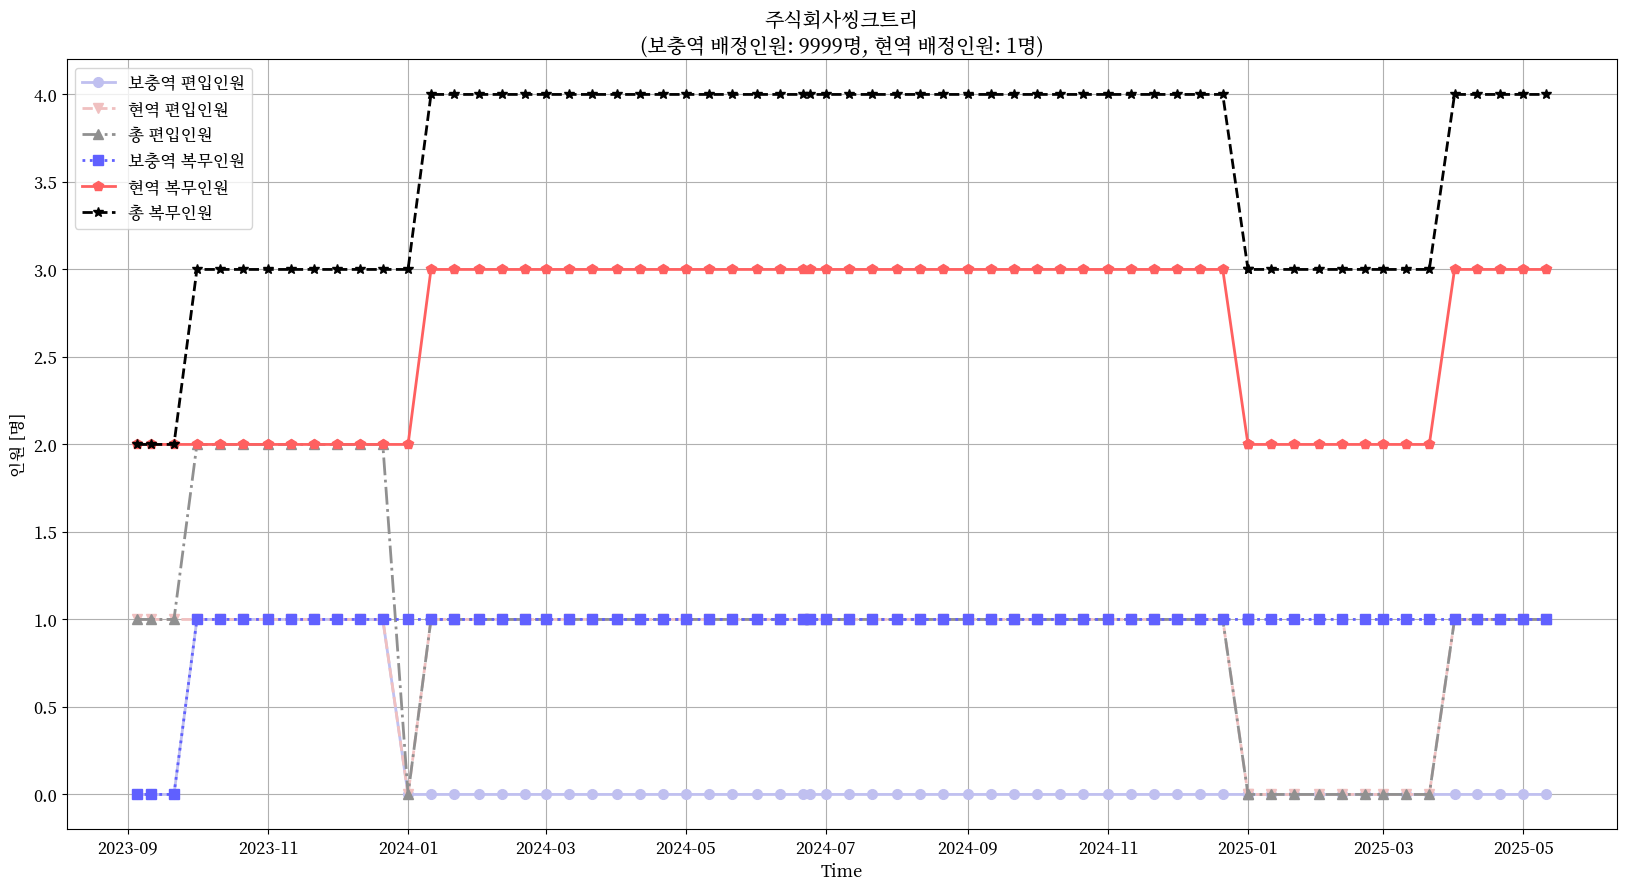 주식회사씽크트리
(보충역 배정인원: 9999명, 현역 배정인원: 1명)
보충역 편입인원
현역 편입인원
총 편입인원
보충역 복무인원
현역 복무인원
총 복무인원
4.0
3.5
3.0
2.5
2.0
1.5
1.0
0.5
0.0
인원 [명]
2023-09
2023-11
2024-01
2024-03
2024-05
2024-07
2024-09
2024-11
2025-01
2025-03
2025-05
Time